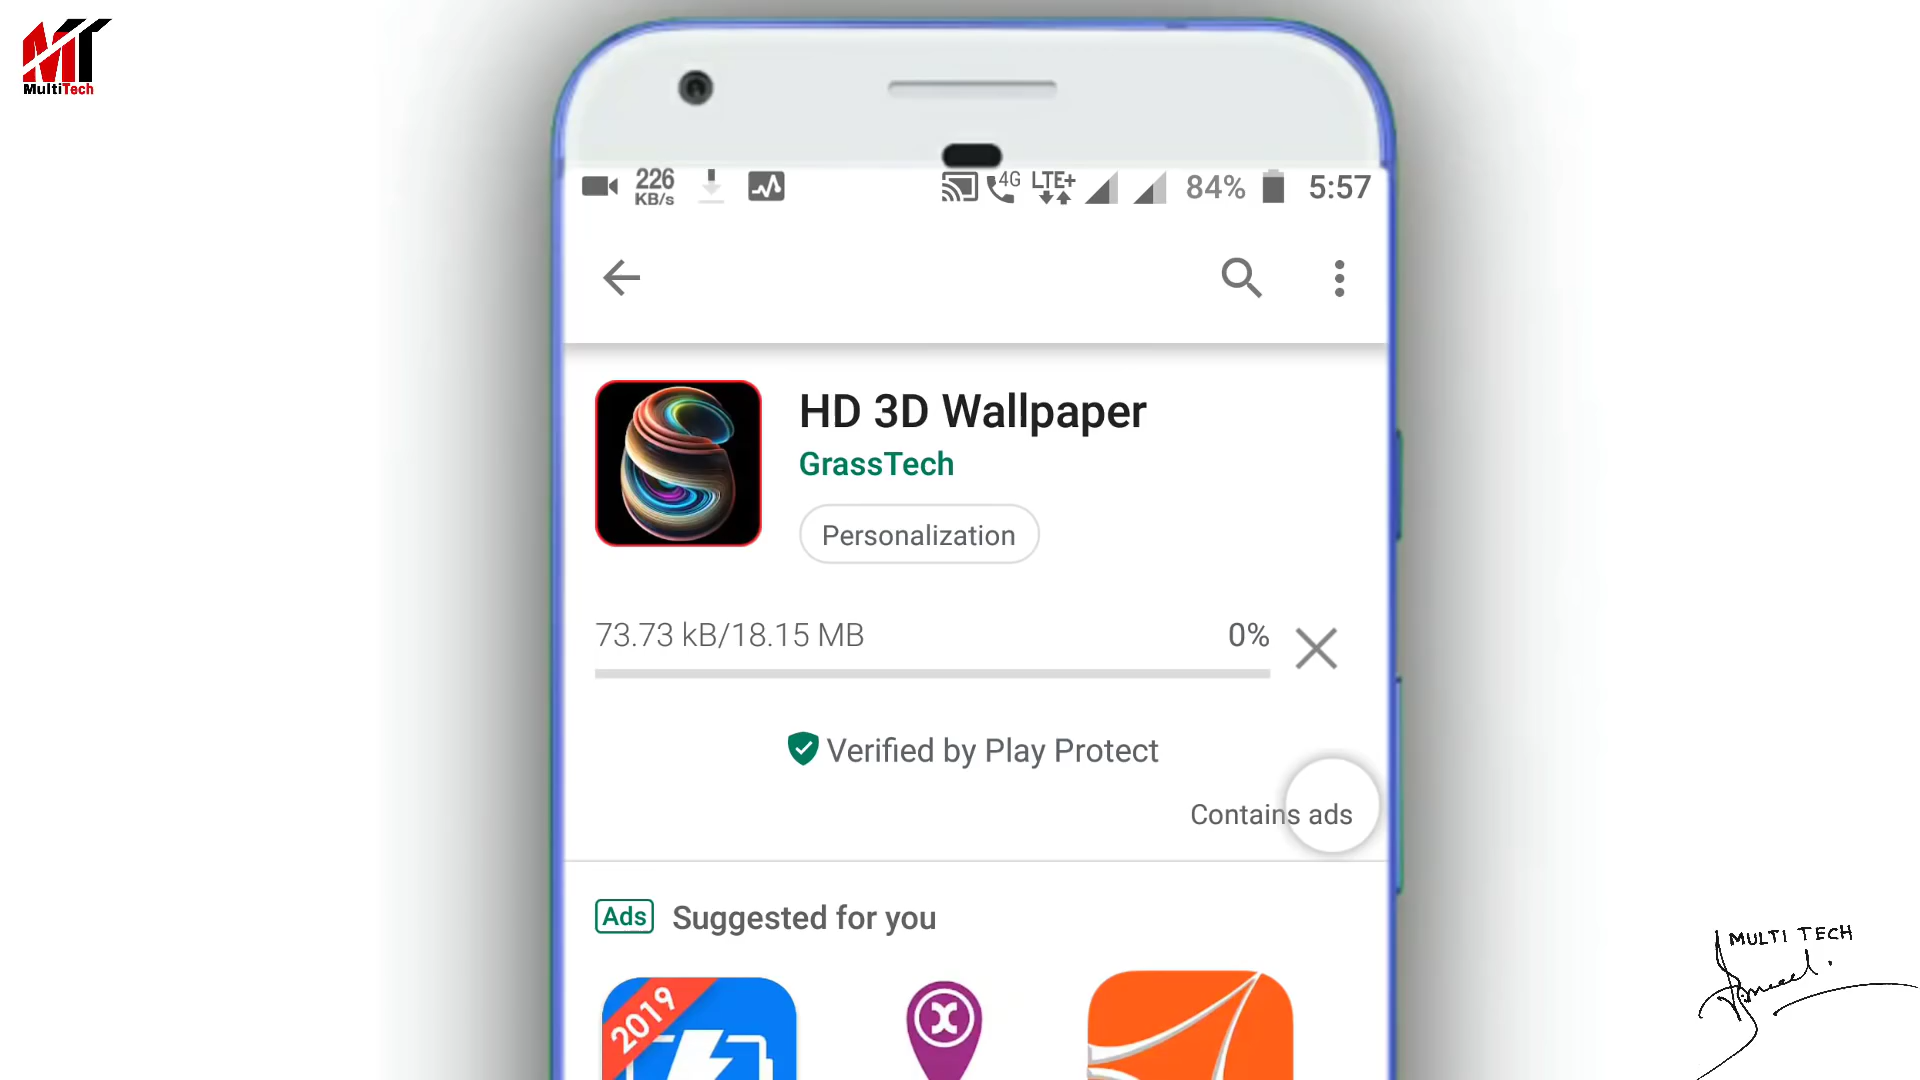 MT
MultiTech
226
KB/s
4G
LTE+
84%
5:57
HD 3D Wallpaper
GrassTech
Personalization
73.73 kB/18.15 MB
0%
Verified by Play Protect
Contains ads
Ads
Suggested for you
2019
MULTI TECH